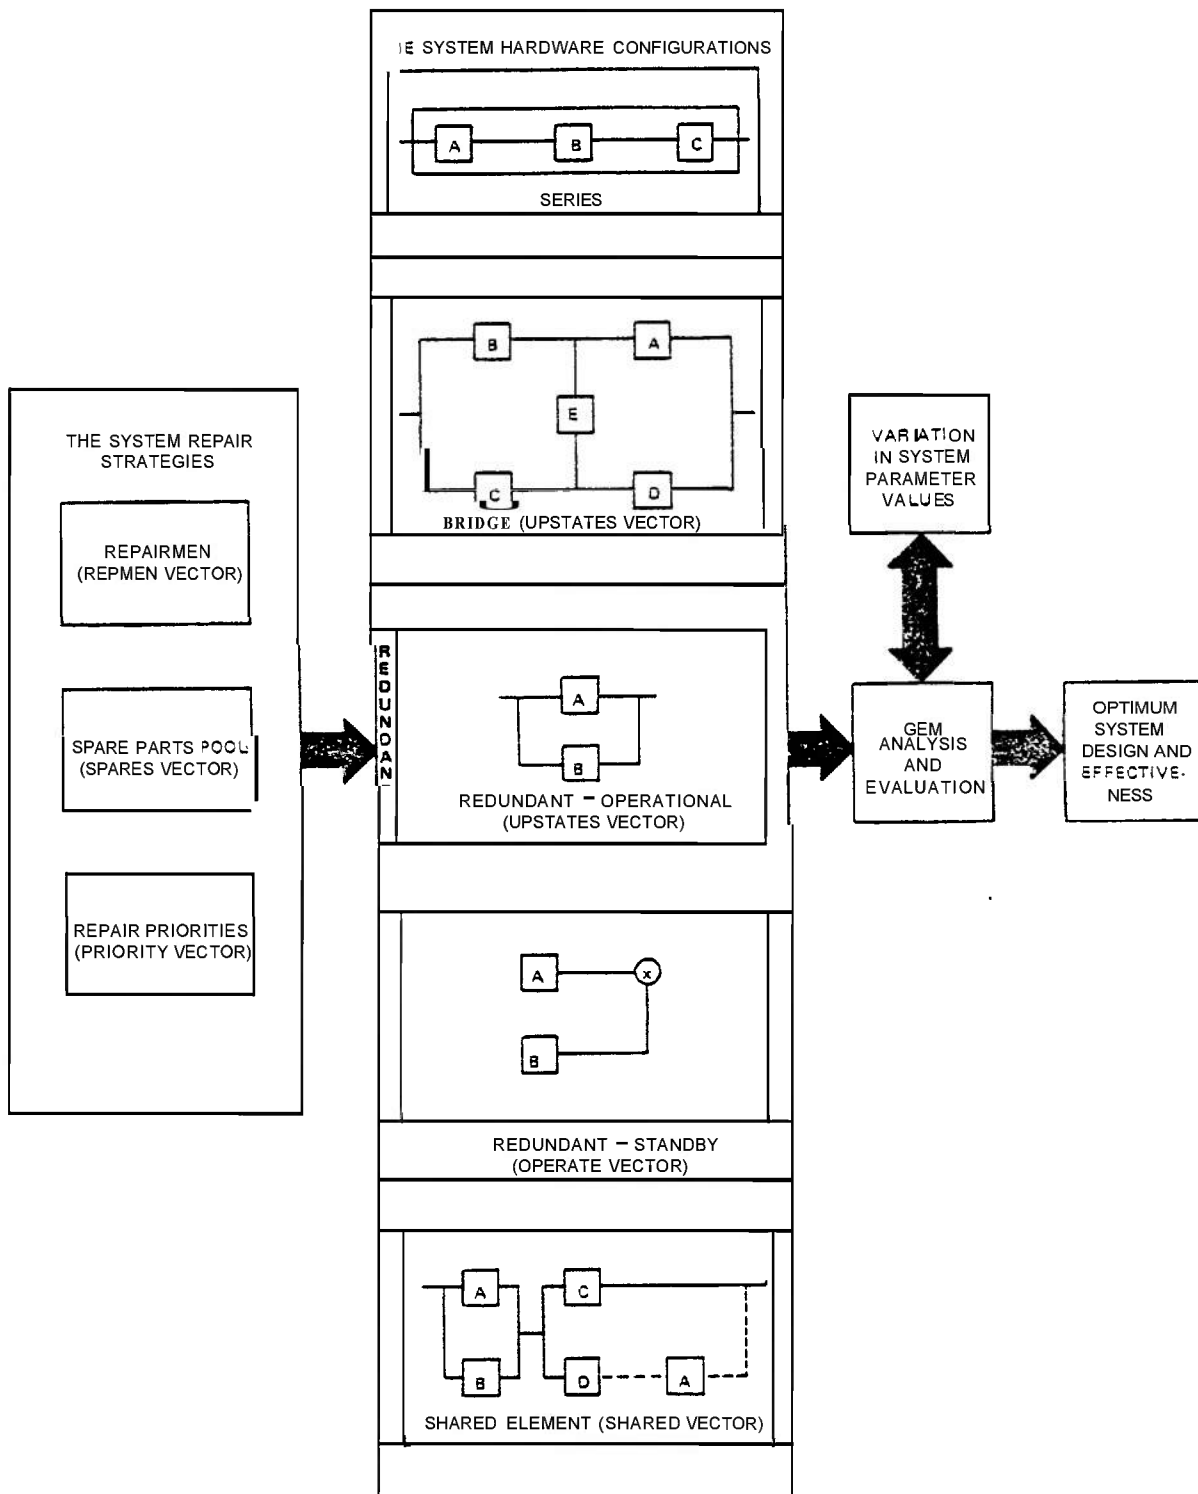 THE SYSTEM REPAIR
STRATEGIES
REPAIRMEN
(REPMEN VECTOR)
SPARE PARTS POOL
(SPARES VECTOR)
REPAIR PRIORITIES
(PRIORITY VECTOR)
E SYSTEM HARDWARE CONFIGURATIONS
A B C
SERIES
B A
E
C D
BRIDGE (UPSTATES VECTOR)
REDUNDAN
A
B
REDUNDANT – OPERATIONAL
(UPSTATES VECTOR)
A x
B
REDUNDANT – STANDBY
(OPERATE VECTOR)
A C
B D A
SHARED ELEMENT (SHARED VECTOR)
VARIATION
IN SYSTEM
PARAMETER
VALUES
GEM
ANALYSIS
AND
EVALUATION
OPTIMUM
SYSTEM
DESIGN AND
EFFECTIVE-
NESS